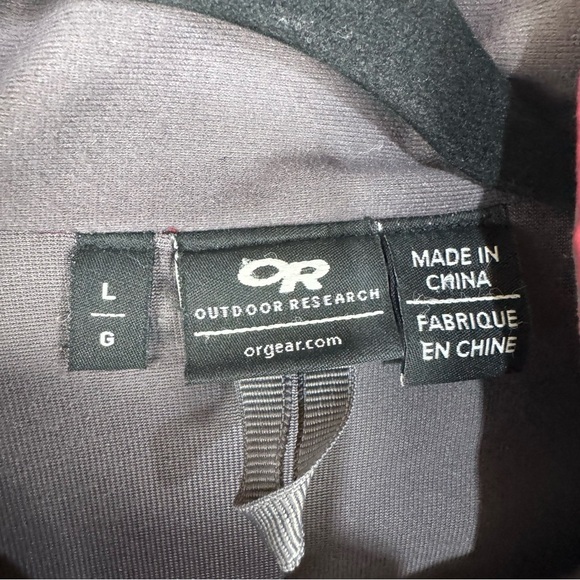 L
G
OR
OUTDOOR RESEARCH
orgear.com
MADE IN
CHINA
FABRIQUE
EN CHINE